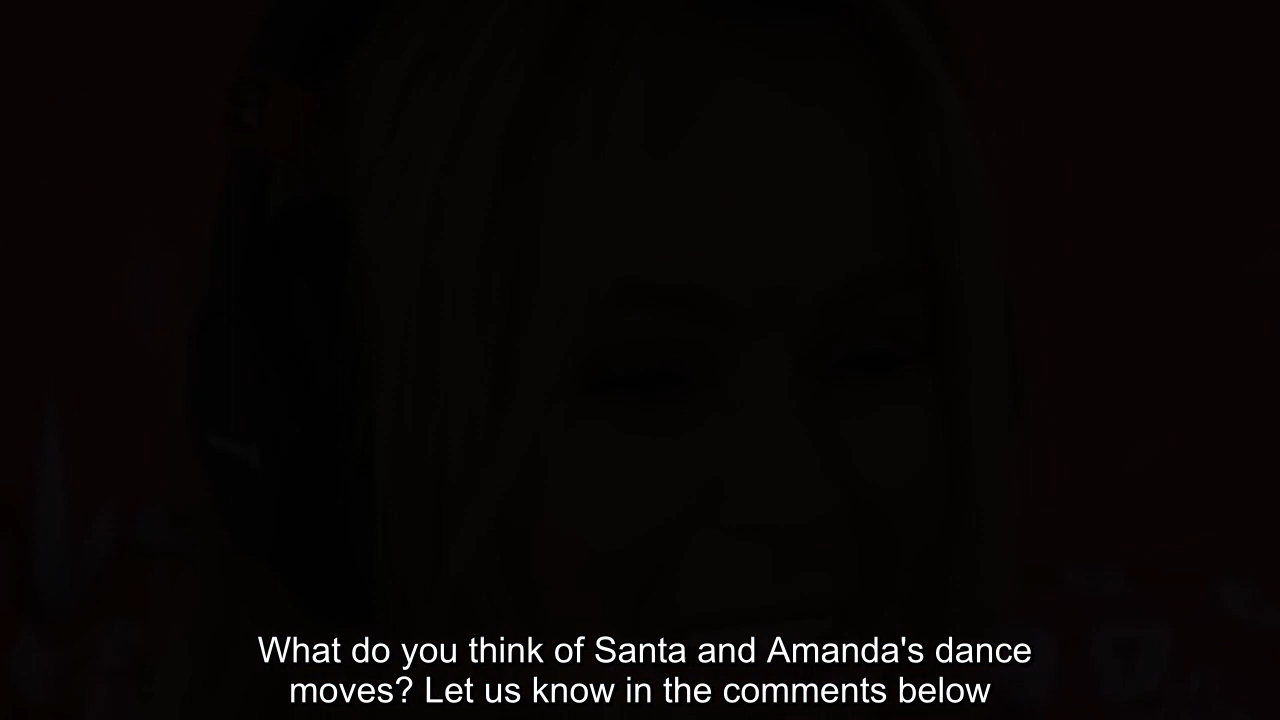 What do you think of Santa and Amanda's dance
moves? Let us know in the comments below